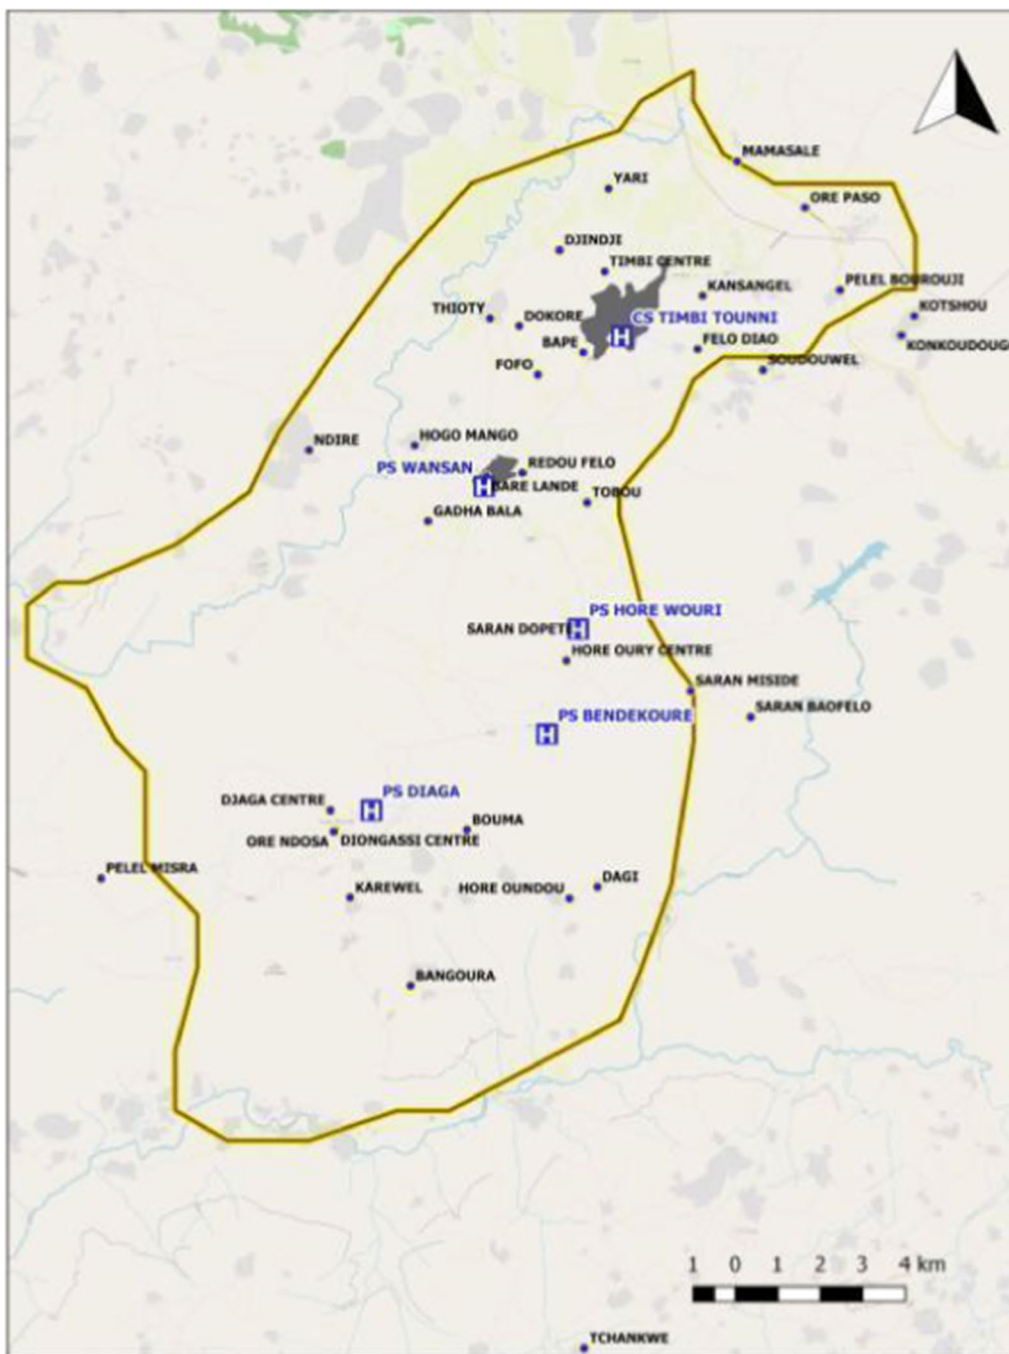 MAMASALE
YARI
ORE PASO
DJINDJI
TIMBI CENTRE
KANSANGEL
PELEL BOUROUJI
THIOTY
DOKORE
CS TIMBI TOUNNI
KOTSHOU
BAPE
FELO DIAO
KONKOUDOUG
FOFO
SOUDOUWEL
NDIRE
HOGO MANGO
PS WANSAN
REDOU FELO
H
BARE LANDE
TOBOU
GADHA BALA
PS HORE WOURI
SARAN DOPETE
H
HORE OURY CENTRE
SARAN MISIDE
SARAN BAOFELO
PS BENDEKOURE
H
PS DIAGA
DJAGA CENTRE
H
BOUMA
ORE NDOSA
DIONGASSI CENTRE
PELEL MISRA
KAREWEL
HORE OUNDOU
DAGI
BANGOURA
1 0 1 2 3 4 km
TCHANKWE